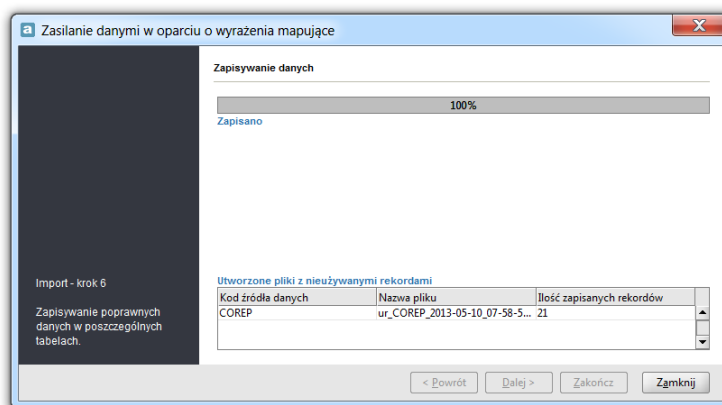 a Zasilanie danymi w oparciu o wyrażenia mapujące
Zapisywanie danych
100%
Zapisano
Import - krok 6
Zapisywanie poprawnych
danych w poszczególnych
tabelach.
Utworzone pliki z nieużywanymi rekordami
Kod źródła danych Nazwa pliku Ilość zapisanych rekordów
COREP ur_COREP_2013-05-10_07-58-5... 21
< Powrót Dalej > Zakończ Zamknij